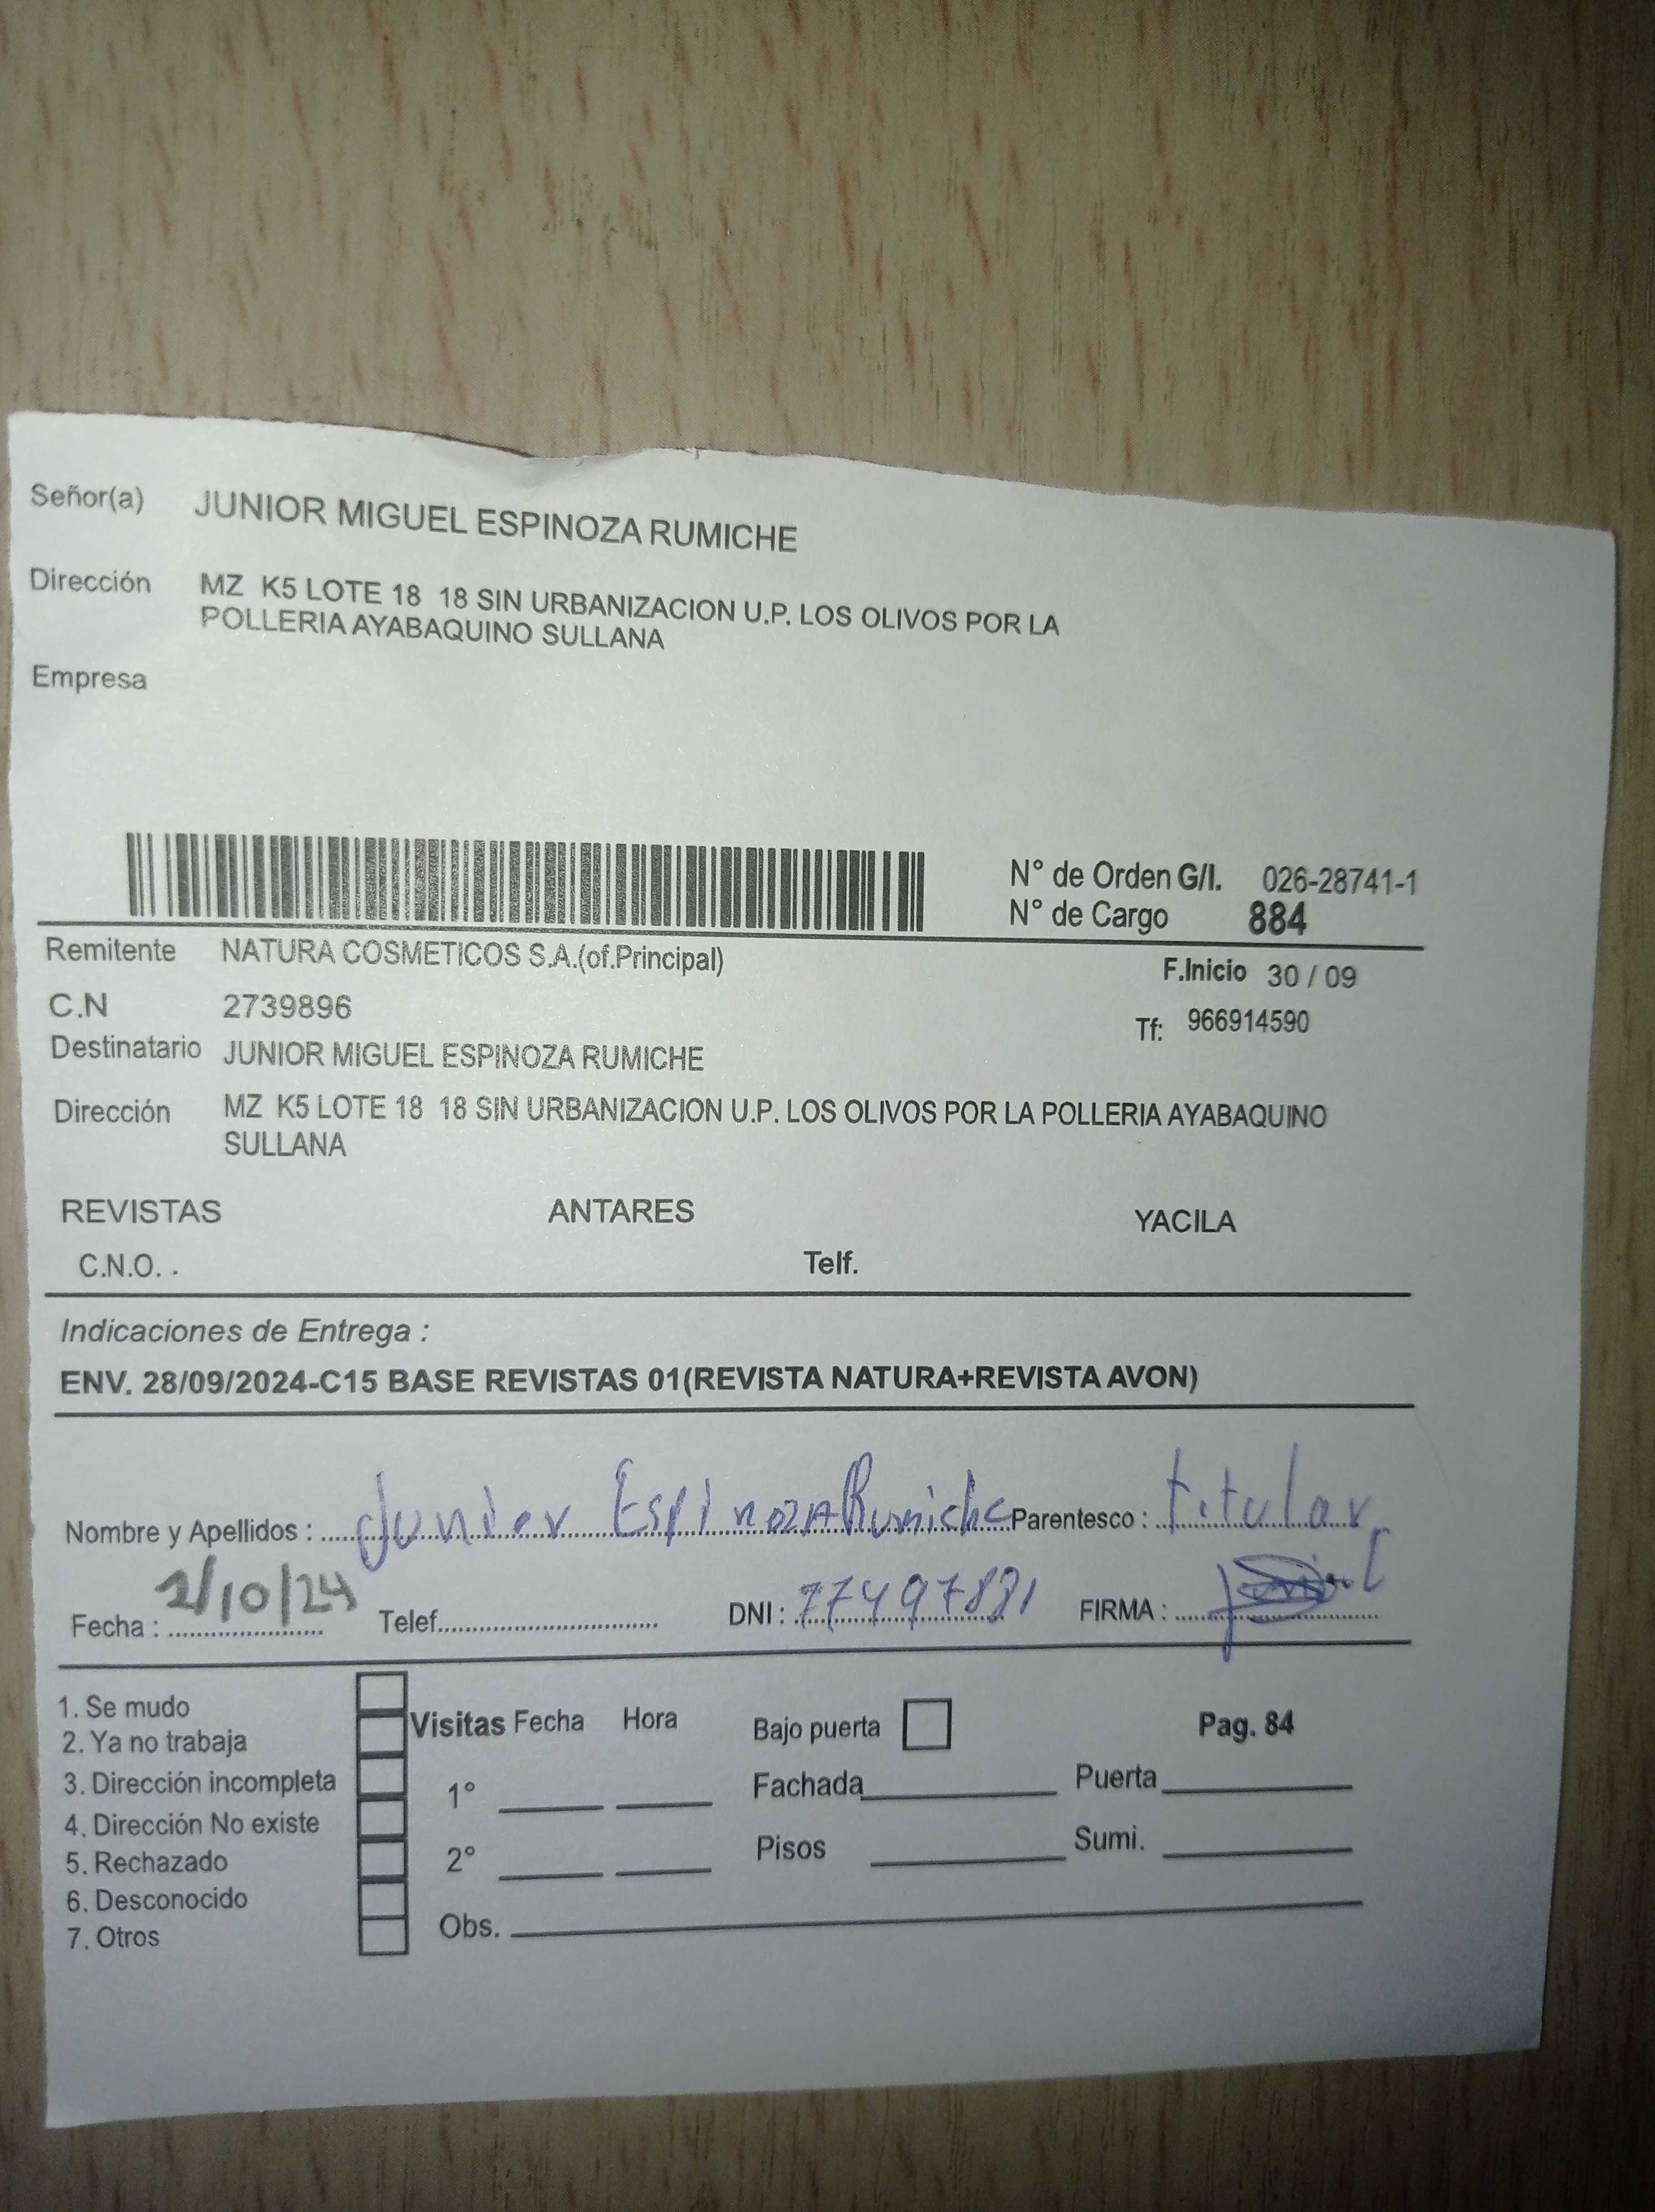 Señor(a) JUNIOR MIGUEL ESPINOZA RUMICHE
Dirección MZ K5 LOTE 18 18 SIN URBANIZACION U.P. LOS OLIVOS POR LA
POLLERIA AYABAQUINO SULLANA
Empresa
N° de Orden G/I. 026-28741-1
N° de Cargo 884
Remitente NATURA COSMETICOS S.A.(of.Principal)
F.Inicio 30 / 09
C.N 2739896
Tf: 966914590
Destinatario JUNIOR MIGUEL ESPINOZA RUMICHE
Dirección MZ K5 LOTE 18 18 SIN URBANIZACION U.P. LOS OLIVOS POR LA POLLERIA AYABAQUINO
SULLANA
REVISTAS ANTARES YACILA
C.N.O. . Telf.
Indicaciones de Entrega :
ENV. 28/09/2024-C15 BASE REVISTAS 01(REVISTA NATURA+REVISTA AVON)
Nombre y Apellidos : Junior Espinoza Rumiche Parentesco : titular
Fecha : 2/10/24 Telef. DNI : 77497831 FIRMA :
1. Se mudo
2. Ya no trabaja
3. Dirección incompleta
4. Dirección No existe
5. Rechazado
6. Desconocido
7. Otros
Visitas Fecha Hora
1°
2°
Obs.
Bajo puerta Pag. 84
Fachada Puerta
Pisos Sumi.